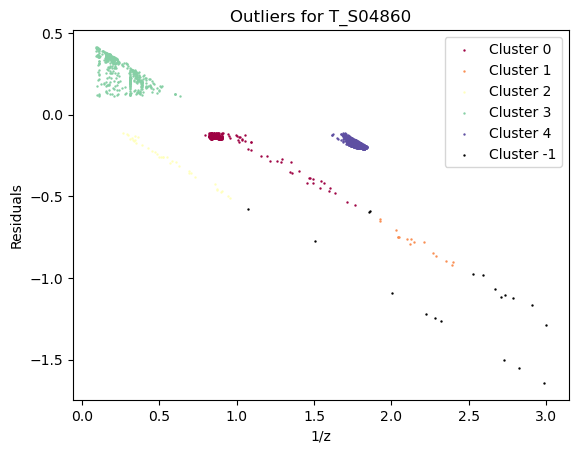 Outliers for T_S04860
0.5
0.0
−0.5
−1.0
−1.5
Residuals
Cluster 0
Cluster 1
Cluster 2
Cluster 3
Cluster 4
Cluster -1
0.0 0.5 1.0 1.5 2.0 2.5 3.0
1/z